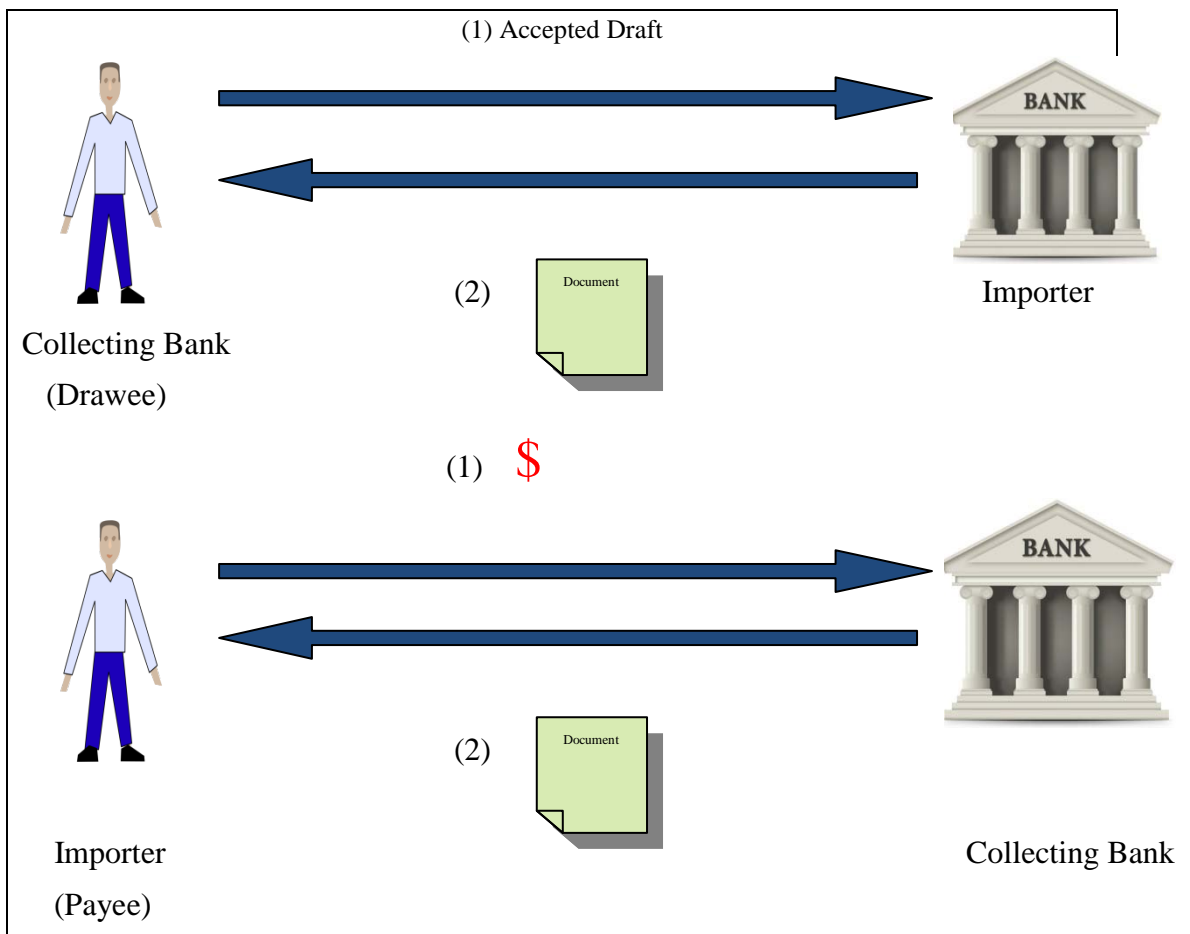 (1) Accepted Draft
BANK
(2)
Document
Importer
Collecting Bank
(Drawee)
(1) $
BANK
(2)
Document
Importer
(Payee)
Collecting Bank